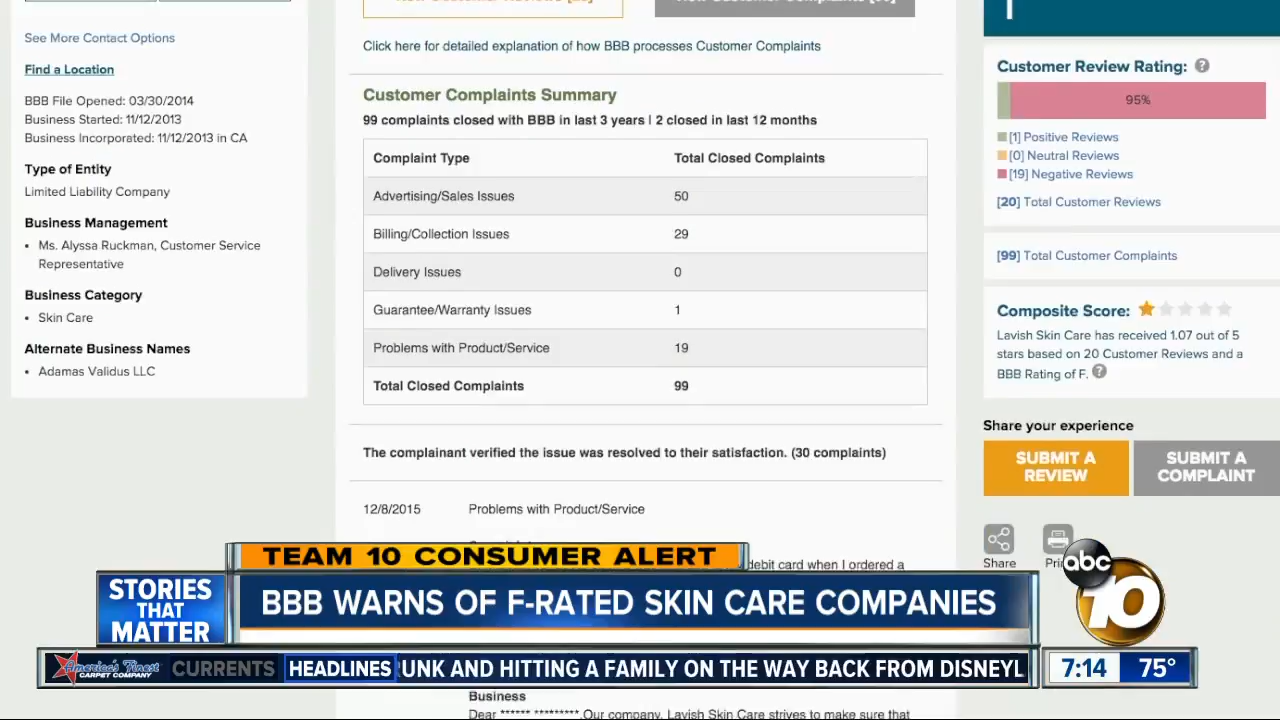 See More Contact Options
Find a Location
BBB File Opened: 03/30/2014
Business Started: 11/12/2013
Business Incorporated: 11/12/2013 in CA
Type of Entity
Limited Liability Company
Business Management
Ms. Alyssa Ruckman, Customer Service
Representative
Business Category
Skin Care
Alternate Business Names
Adamas Validus LLC
Click here for detailed explanation of how BBB processes Customer Complaints
Customer Complaints Summary
99 complaints closed with BBB in last 3 years | 2 closed in last 12 months
Complaint Type Total Closed Complaints
Advertising/Sales Issues 50
Billing/Collection Issues 29
Delivery Issues 0
Guarantee/Warranty Issues 1
Problems with Product/Service 19
Total Closed Complaints 99
The complainant verified the issue was resolved to their satisfaction. (30 complaints)
12/8/2015 Problems with Product/Service
debit card when I ordered a
Business
Dear ****** *********.Our company, Lavish Skin Care strives to make sure that
Customer Review Rating: ?
95%
[1] Positive Reviews
[0] Neutral Reviews
[19] Negative Reviews
[20] Total Customer Reviews
[99] Total Customer Complaints
Composite Score:
Lavish Skin Care has received 1.07 out of 5
stars based on 20 Customer Reviews and a
BBB Rating of F. ?
Share your experience
SUBMIT A
REVIEW
SUBMIT A
COMPLAINT
Share
TEAM 10 CONSUMER ALERT
STORIES
THAT
MATTER
BBB WARNS OF F-RATED SKIN CARE COMPANIES
abc
10
America's Finest
CARPET COMPANY
CURRENTS
HEADLINES
UNK AND HITTING A FAMILY ON THE WAY BACK FROM DISNEYL
7:14 75°